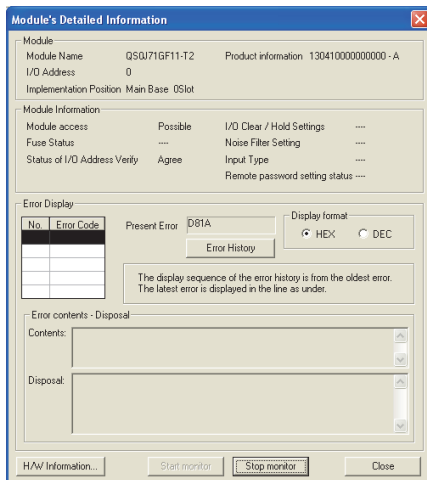 Module's Detailed Information
Module
Module Name QS0J71GF11-T2 Product information 130410000000000 - A
I/O Address 0
Implementation Position Main Base 0Slot
Module Information
Module access Possible I/O Clear / Hold Settings ----
Fuse Status ---- Noise Filter Setting ----
Status of I/O Address Verify Agree Input Type ----
Remote password setting status ----
Error Display
No. Error Code Present Error D81A Display format
HEX DEC
Error History
The display sequence of the error history is from the oldest error.
The latest error is displayed in the line as under.
Error contents - Disposal
Contents:
Disposal:
H/W Information... Start monitor Stop monitor Close